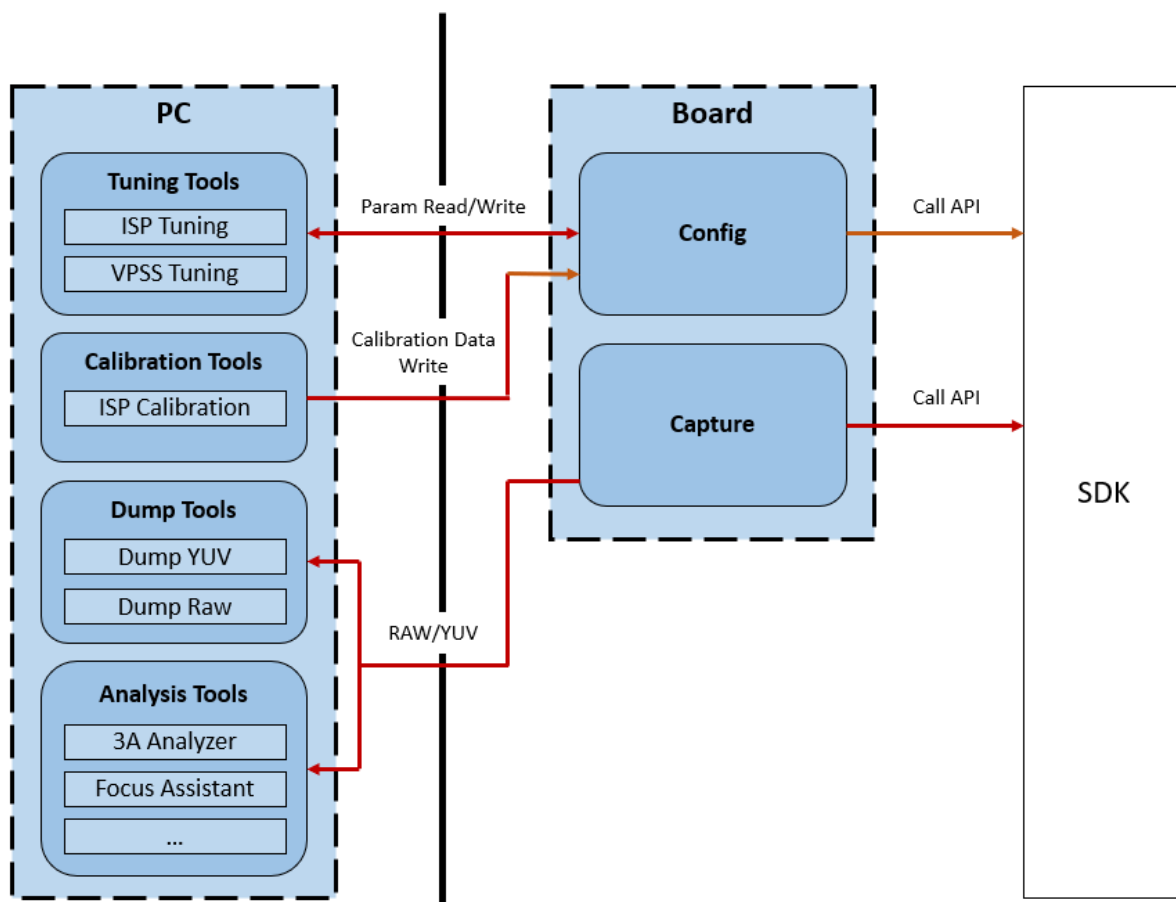 PC
Tuning Tools
ISP Tuning
VPSS Tuning
Calibration Tools
ISP Calibration
Dump Tools
Dump YUV
Dump Raw
Analysis Tools
3A Analyzer
Focus Assistant
...
Param Read/Write
Calibration Data
Write
RAW/YUV
Board
Config
Capture
Call API
Call API
SDK